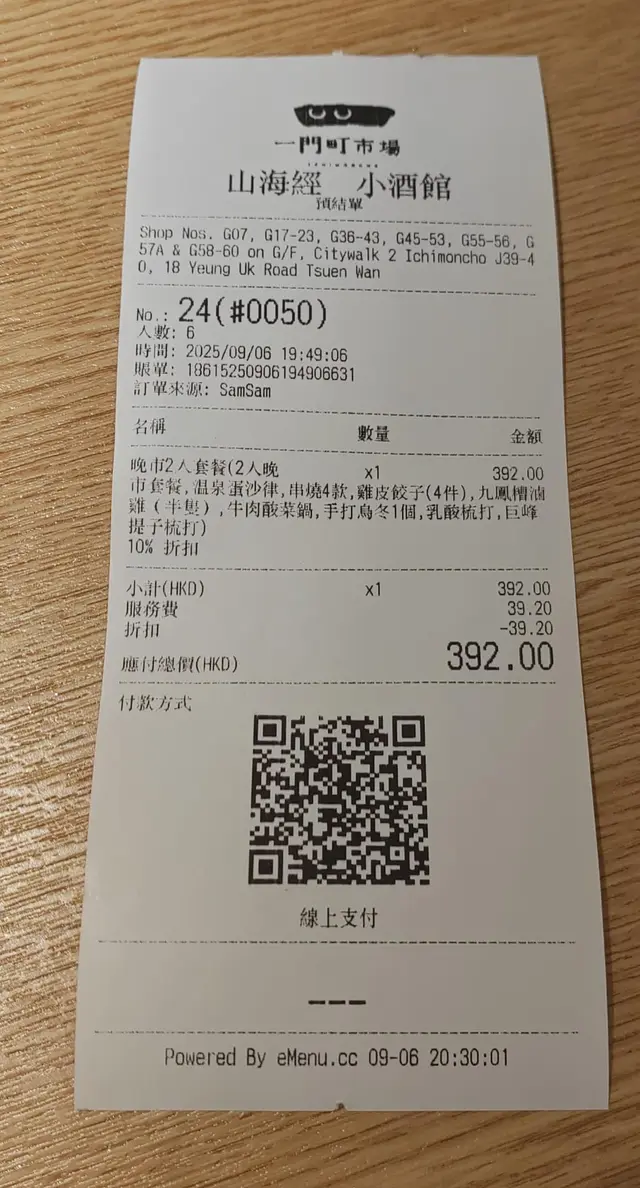 一門町市場
ICHIMONCHO
山海經 小酒館
預結單
Shop Nos. G07, G17-23, G36-43, G45-53, G55-56, G
57A & G58-60 on G/F, Citywalk 2 Ichimoncho J39-4
0, 18 Yeung Uk Road Tsuen Wan
No.: 24(#0050)
人數: 6
時間: 2025/09/06 19:49:06
賬單: 18615250906194906631
訂單來源: SamSam
名稱 數量 金額
晚市2人套餐(2人晚 x1 392.00
市套餐,溫泉蛋沙律,串燒4款,雞皮餃子(4件),九鳳糟滷
雞(半隻),牛肉酸菜鍋,手打烏冬1個,乳酸梳打,巨峰
提子梳打)
10% 折扣
小計(HKD) x1 392.00
服務費 39.20
折扣 -39.20
應付總價(HKD) 392.00
付款方式
線上支付
---
Powered By eMenu.cc 09-06 20:30:01